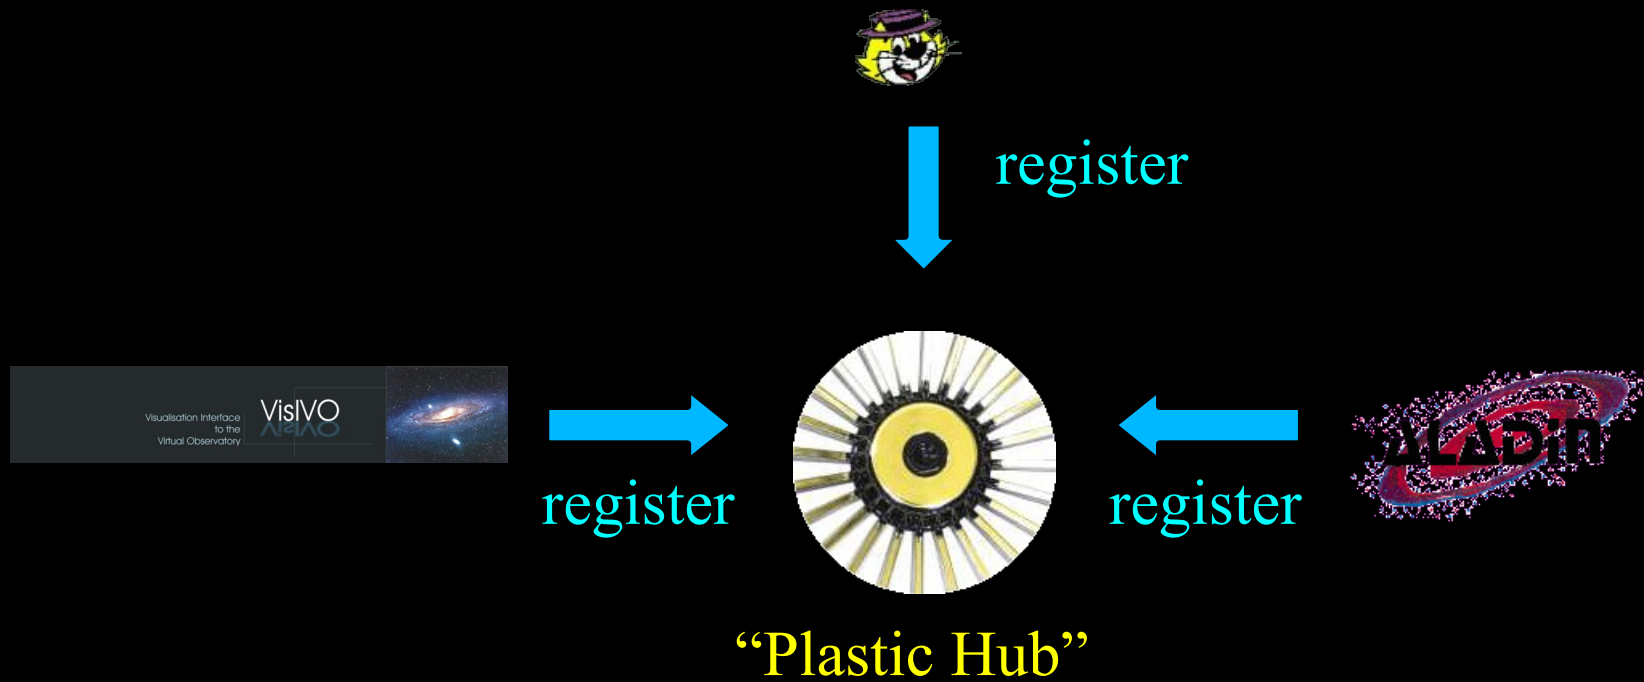 register
Visualisation Interface
to the
Virtual Observatory
VisIVO
ALADIN
register
register
“Plastic Hub”